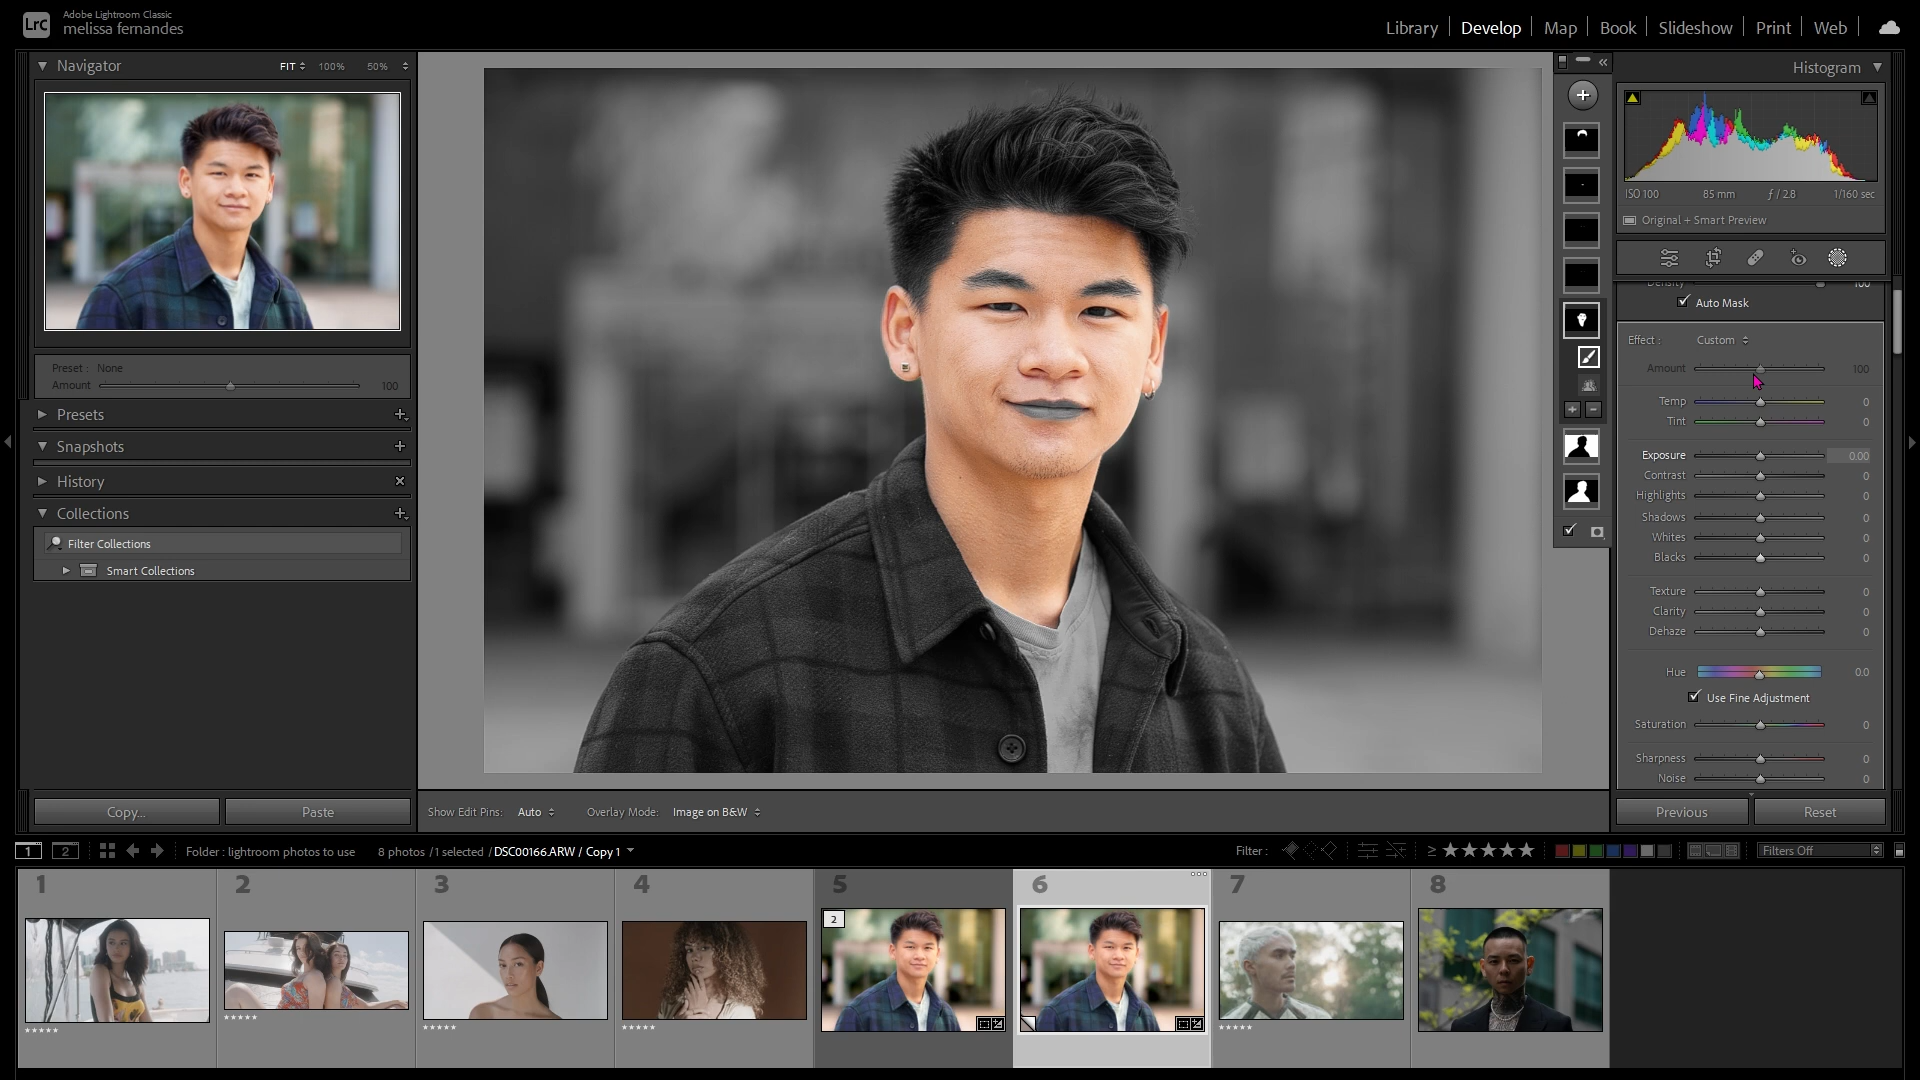 LrC
Adobe Lightroom Classic
melissa fernandes
Library
Develop
Map
Book
Slideshow
Print
Web
Navigator
FIT
100%
50%
Histogram
ISO 100
85 mm
ƒ / 2.8
1/160 sec
Original + Smart Preview
Density
100
Auto Mask
Effect :
Custom
Amount
100
Temp
0
Tint
0
Exposure
0.00
Contrast
0
Highlights
0
Shadows
0
Whites
0
Blacks
0
Texture
0
Clarity
0
Dehaze
0
Hue
0.0
Use Fine Adjustment
Saturation
0
Sharpness
0
Noise
0
Previous
Reset
Preset : None
Amount
100
Presets
Snapshots
History
Collections
Filter Collections
Smart Collections
Copy...
Paste
Show Edit Pins: Auto
Overlay Mode: Image on B&W
1
2
Folder : lightroom photos to use
8 photos / 1 selected / DSC00166.ARW / Copy 1
Filter :
≥ ★★★★★
Filters Off
1
2
3
4
5
6
7
8
2
★★★★★
★★★★★
★★★★★
★★★★★
★★★★★